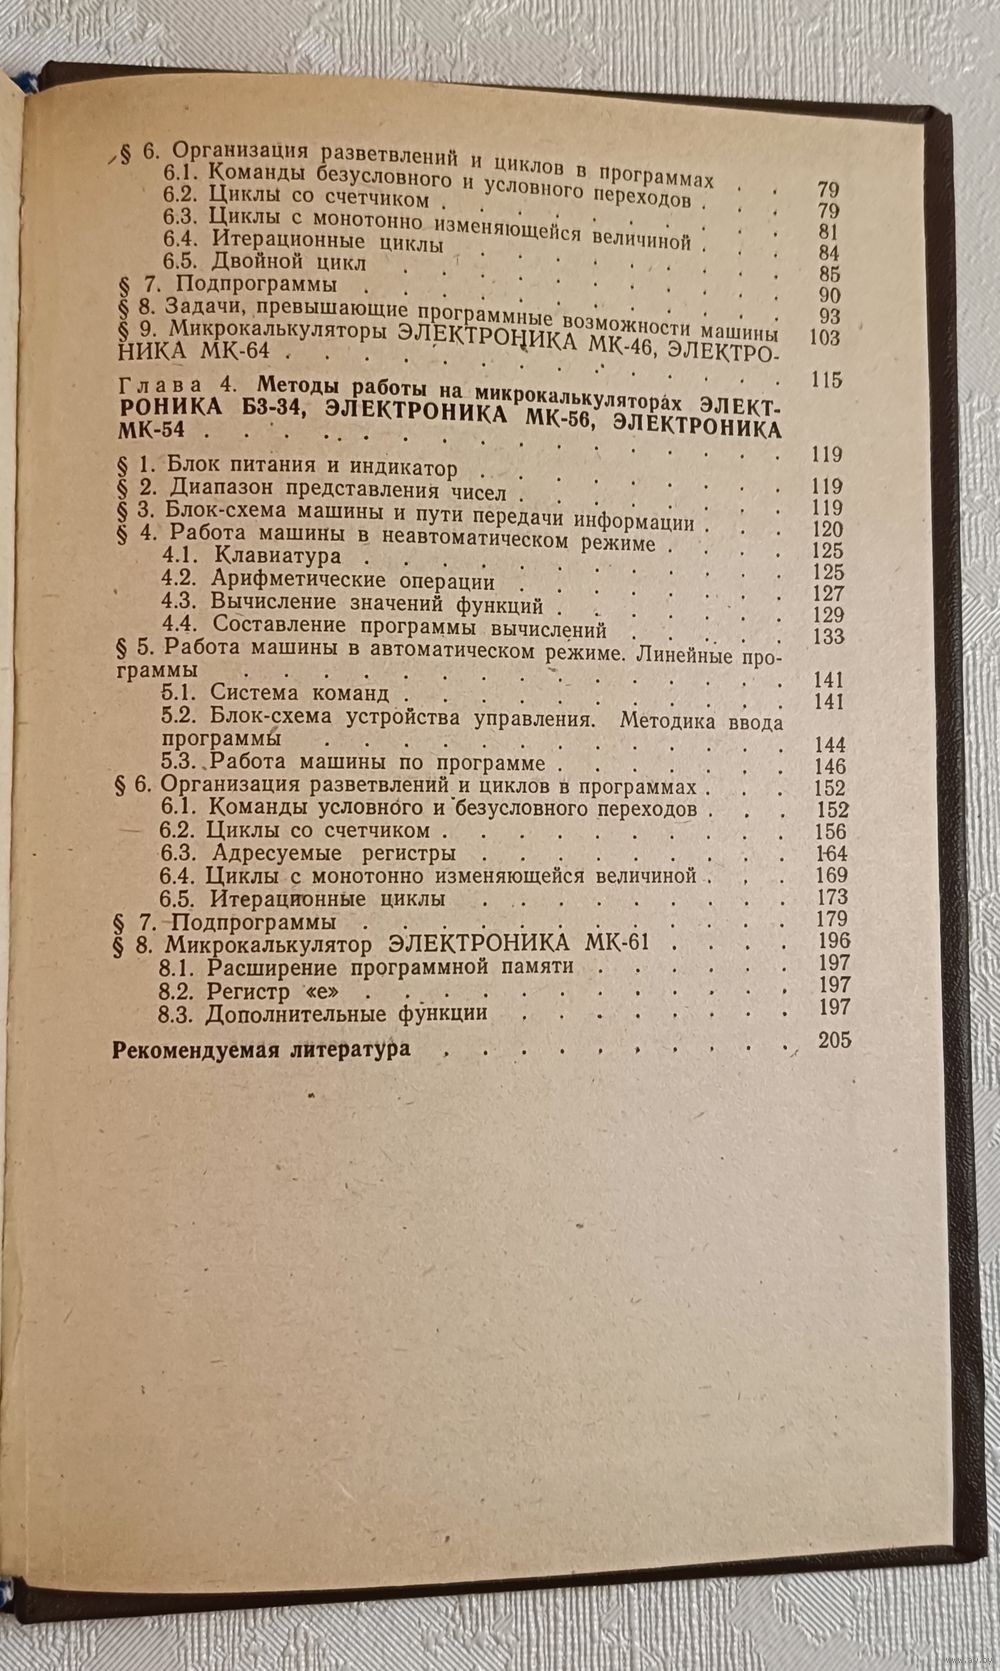 § 6. Организация разветвлений и циклов в программах . . 79
6.1. Команды безусловного и условного переходов . . . 79
6.2. Циклы со счетчиком . . . . . . . . . 81
6.3. Циклы с монотонно изменяющейся величиной . . . 84
6.4. Итерационные циклы . . . . . . . . . 85
6.5. Двойной цикл . . . . . . . . . . 90
§ 7. Подпрограммы . . . . . . . . . . . 93
§ 8. Задачи, превышающие программные возможности машины 103
§ 9. Микрокалькуляторы ЭЛЕКТРОНИКА МК-46, ЭЛЕКТРО-
НИКА МК-64 . . . . . . . . . . . . . 115
Глава 4. Методы работы на микрокалькуляторах ЭЛЕКТ-
РОНИКА Б3-34, ЭЛЕКТРОНИКА МК-56, ЭЛЕКТРОНИКА
МК-54 . . . . . . . . . . . . . . . 119
§ 1. Блок питания и индикатор . . . . . . . . 119
§ 2. Диапазон представления чисел . . . . . . . 119
§ 3. Блок-схема машины и пути передачи информации . . . 120
§ 4. Работа машины в неавтоматическом режиме . . . . 125
4.1. Клавиатура . . . . . . . . . . . 125
4.2. Арифметические операции . . . . . . . 127
4.3. Вычисление значений функций . . . . . . 129
4.4. Составление программы вычислений . . . . . 133
§ 5. Работа машины в автоматическом режиме. Линейные про-
граммы . . . . . . . . . . . . . . 141
5.1. Система команд . . . . . . . . . . 141
5.2. Блок-схема устройства управления. Методика ввода
программы . . . . . . . . . . . . 144
5.3. Работа машины по программе . . . . . . 146
§ 6. Организация разветвлений и циклов в программах . . . 152
6.1. Команды условного и безусловного переходов . . . 152
6.2. Циклы со счетчиком . . . . . . . . . 156
6.3. Адресуемые регистры . . . . . . . . . 164
6.4. Циклы с монотонно изменяющейся величиной . . . 169
6.5. Итерационные циклы . . . . . . . . 173
§ 7. Подпрограммы . . . . . . . . . . . 179
§ 8. Микрокалькулятор ЭЛЕКТРОНИКА МК-61 . . . . 196
8.1. Расширение программной памяти . . . . . . 197
8.2. Регистр «е» . . . . . . . . . . . . 197
8.3. Дополнительные функции . . . . . . . . 197
Рекомендуемая литература . . . . . . . . . . 205
www.ay.by